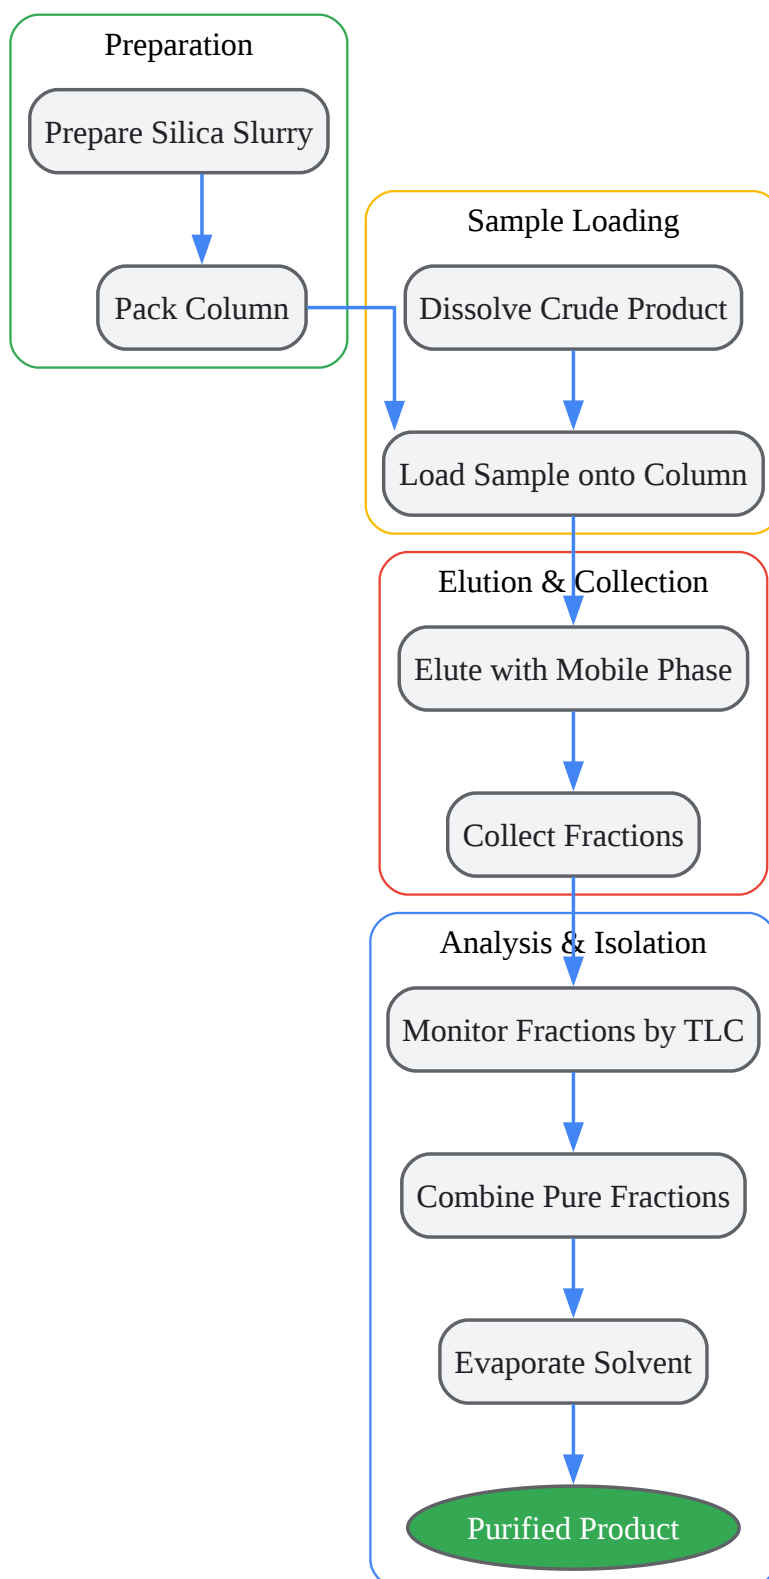 Preparation
Prepare Silica Slurry
Pack Column
Sample Loading
Dissolve Crude Product
Load Sample onto Column
Elution & Collection
Elute with Mobile Phase
Collect Fractions
Analysis & Isolation
Monitor Fractions by TLC
Combine Pure Fractions
Evaporate Solvent
Purified Product